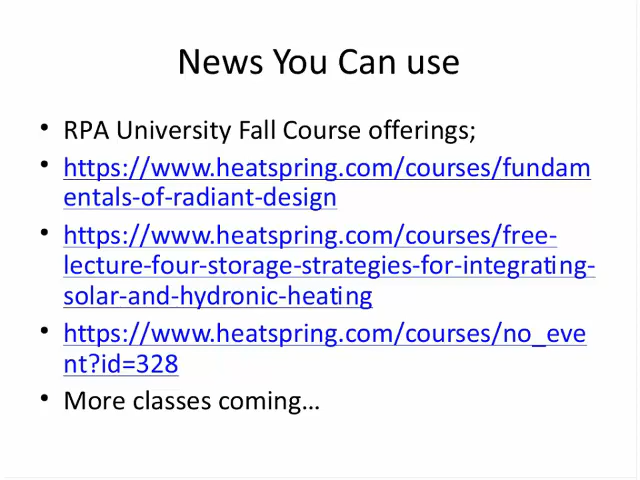 News You Can use
• RPA University Fall Course offerings;
• https://www.heatspring.com/courses/fundam
entals-of-radiant-design
• https://www.heatspring.com/courses/free-
lecture-four-storage-strategies-for-integrating-
solar-and-hydronic-heating
• https://www.heatspring.com/courses/no_eve
nt?id=328
• More classes coming…